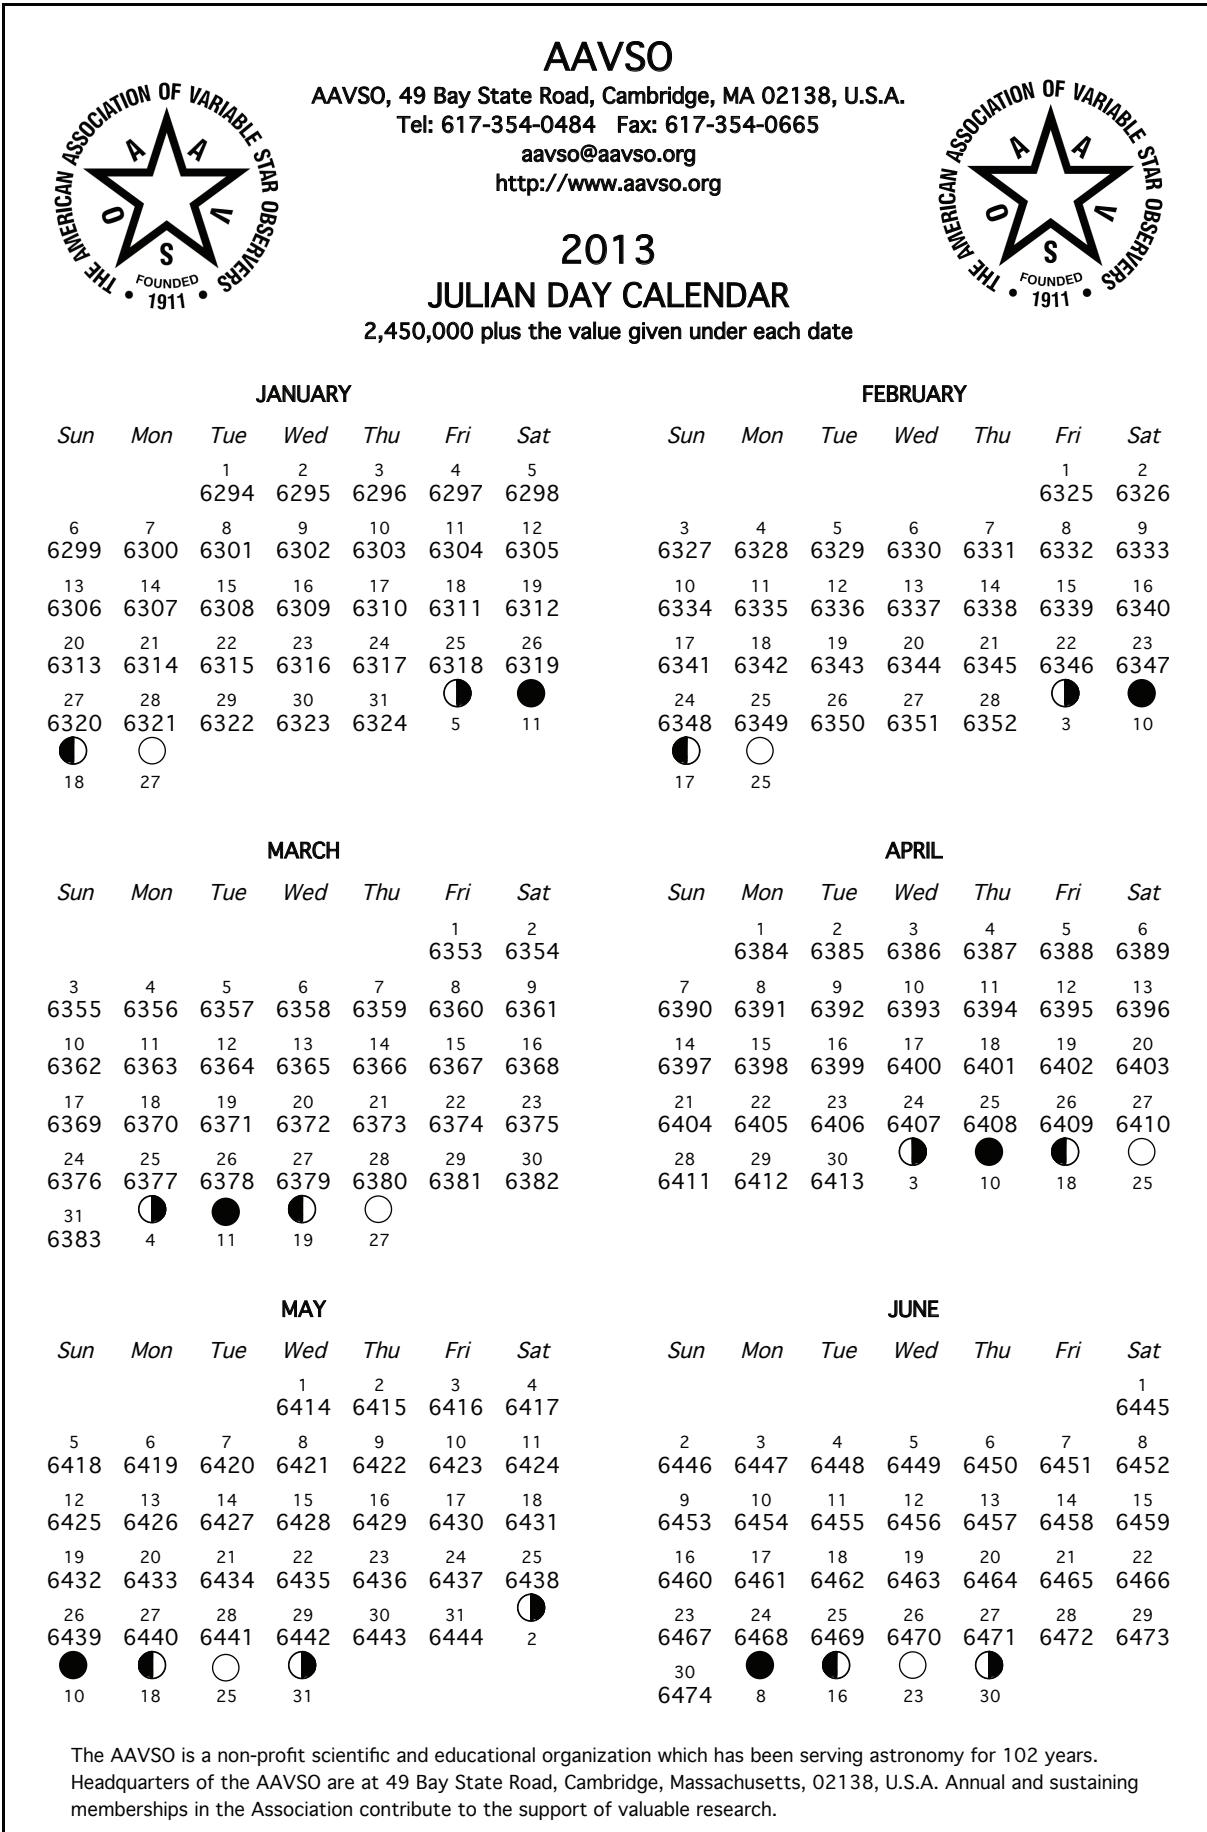 AAVSO
AAVSO, 49 Bay State Road, Cambridge, MA 02138, U.S.A.
Tel: 617-354-0484 Fax: 617-354-0665
aavso@aavso.org
http://www.aavso.org
THE AMERICAN ASSOCIATION OF VARIABLE STAR OBSERVERS
A A V S O
FOUNDED
• 1911 •
THE AMERICAN ASSOCIATION OF VARIABLE STAR OBSERVERS
A A V S O
FOUNDED
• 1911 •
2013
JULIAN DAY CALENDAR
2,450,000 plus the value given under each date
JANUARY
Sun Mon Tue Wed Thu Fri Sat
1 2 3 4 5
6294 6295 6296 6297 6298
6 7 8 9 10 11 12
6299 6300 6301 6302 6303 6304 6305
13 14 15 16 17 18 19
6306 6307 6308 6309 6310 6311 6312
20 21 22 23 24 25 26
6313 6314 6315 6316 6317 6318 6319
27 28 29 30 31
6320 6321 6322 6323 6324 5 11
18 27
FEBRUARY
Sun Mon Tue Wed Thu Fri Sat
1 2
6325 6326
3 4 5 6 7 8 9
6327 6328 6329 6330 6331 6332 6333
10 11 12 13 14 15 16
6334 6335 6336 6337 6338 6339 6340
17 18 19 20 21 22 23
6341 6342 6343 6344 6345 6346 6347
24 25 26 27 28
6348 6349 6350 6351 6352 3 10
17 25
MARCH
Sun Mon Tue Wed Thu Fri Sat
1 2
6353 6354
3 4 5 6 7 8 9
6355 6356 6357 6358 6359 6360 6361
10 11 12 13 14 15 16
6362 6363 6364 6365 6366 6367 6368
17 18 19 20 21 22 23
6369 6370 6371 6372 6373 6374 6375
24 25 26 27 28 29 30
6376 6377 6378 6379 6380 6381 6382
31
6383 4 11 19 27
APRIL
Sun Mon Tue Wed Thu Fri Sat
1 2 3 4 5 6
6384 6385 6386 6387 6388 6389
7 8 9 10 11 12 13
6390 6391 6392 6393 6394 6395 6396
14 15 16 17 18 19 20
6397 6398 6399 6400 6401 6402 6403
21 22 23 24 25 26 27
6404 6405 6406 6407 6408 6409 6410
28 29 30
6411 6412 6413 3 10 18 25
MAY
Sun Mon Tue Wed Thu Fri Sat
1 2 3 4
6414 6415 6416 6417
5 6 7 8 9 10 11
6418 6419 6420 6421 6422 6423 6424
12 13 14 15 16 17 18
6425 6426 6427 6428 6429 6430 6431
19 20 21 22 23 24 25
6432 6433 6434 6435 6436 6437 6438
26 27 28 29 30 31
6439 6440 6441 6442 6443 6444 2
10 18 25 31
JUNE
Sun Mon Tue Wed Thu Fri Sat
1
6445
2 3 4 5 6 7 8
6446 6447 6448 6449 6450 6451 6452
9 10 11 12 13 14 15
6453 6454 6455 6456 6457 6458 6459
16 17 18 19 20 21 22
6460 6461 6462 6463 6464 6465 6466
23 24 25 26 27 28 29
6467 6468 6469 6470 6471 6472 6473
30
6474 8 16 23 30
The AAVSO is a non-profit scientific and educational organization which has been serving astronomy for 102 years.
Headquarters of the AAVSO are at 49 Bay State Road, Cambridge, Massachusetts, 02138, U.S.A. Annual and sustaining
memberships in the Association contribute to the support of valuable research.